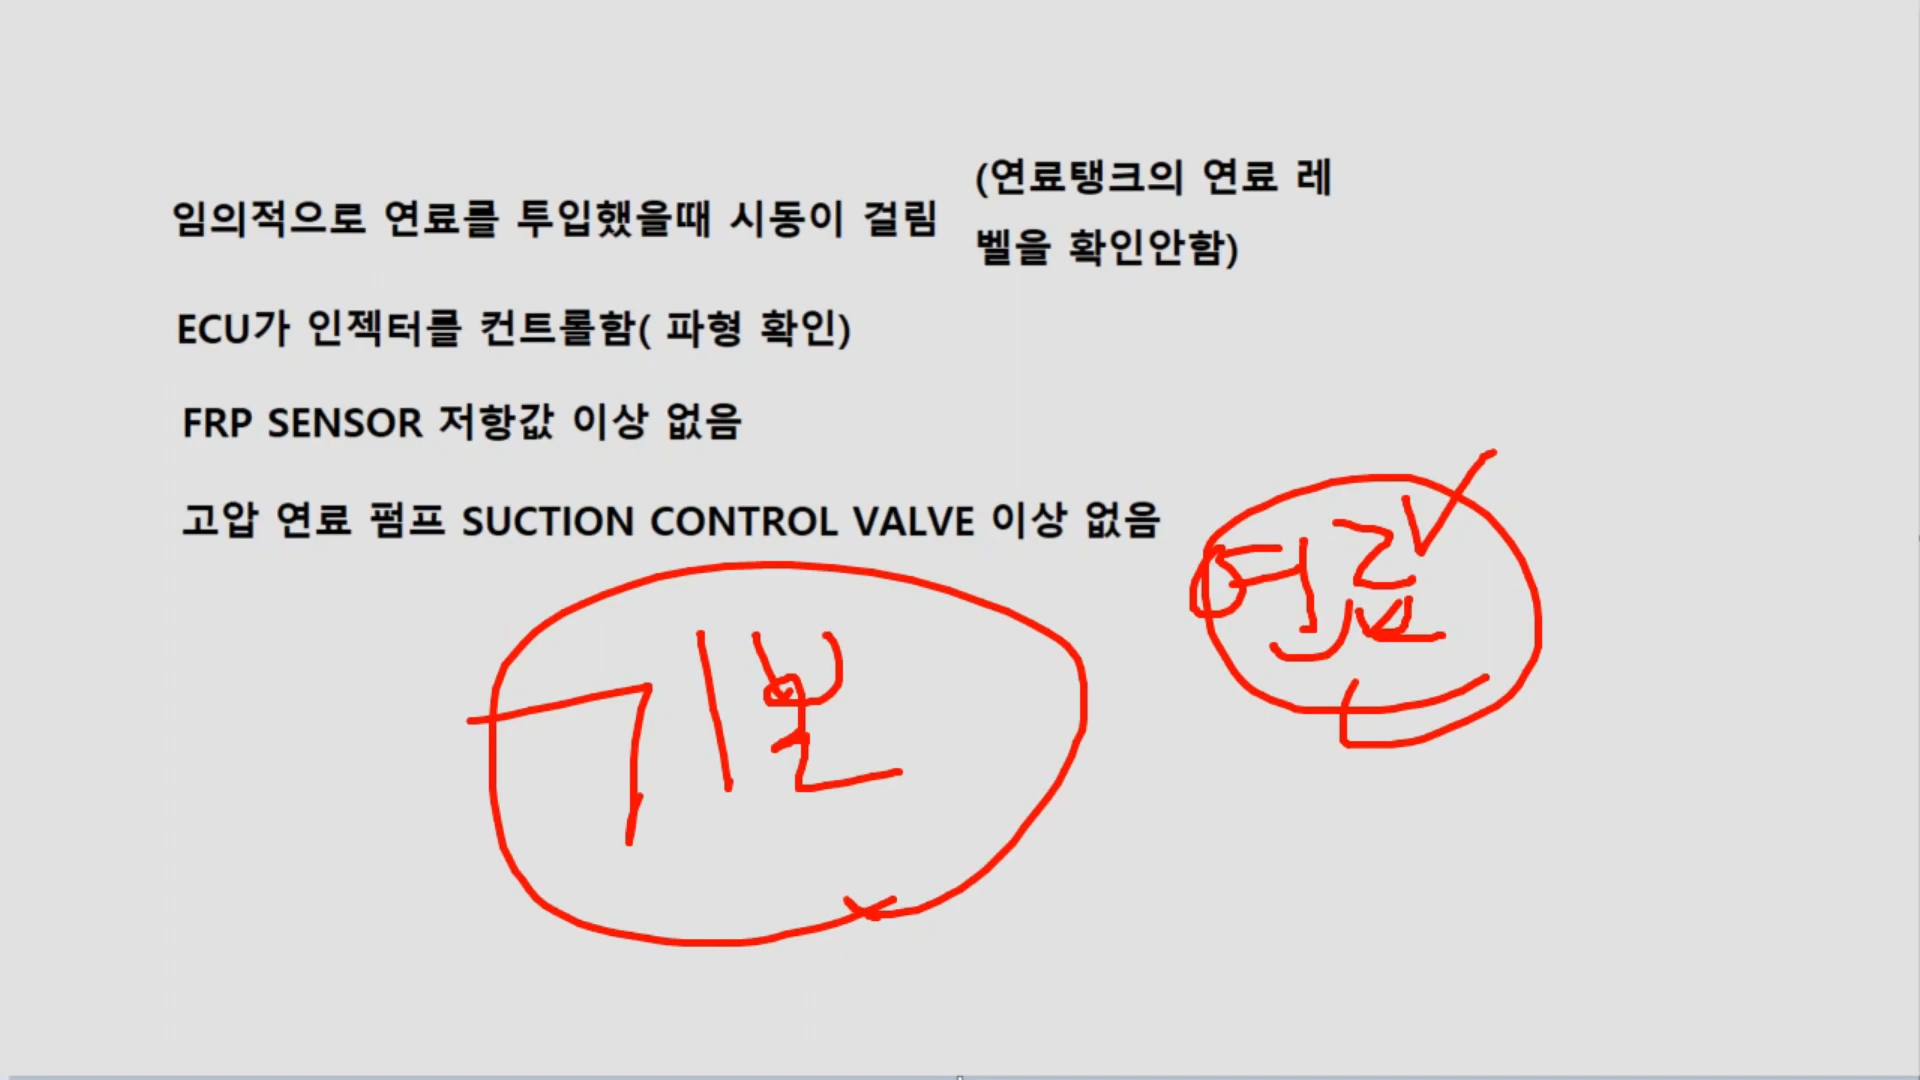 임의적으로 연료를 투입했을때 시동이 걸림
(연료탱크의 연료 레
벨을 확인안함)
ECU가 인젝터를 컨트롤함( 파형 확인)
FRP SENSOR 저항값 이상 없음
고압 연료 펌프 SUCTION CONTROL VALVE 이상 없음
연료
기본